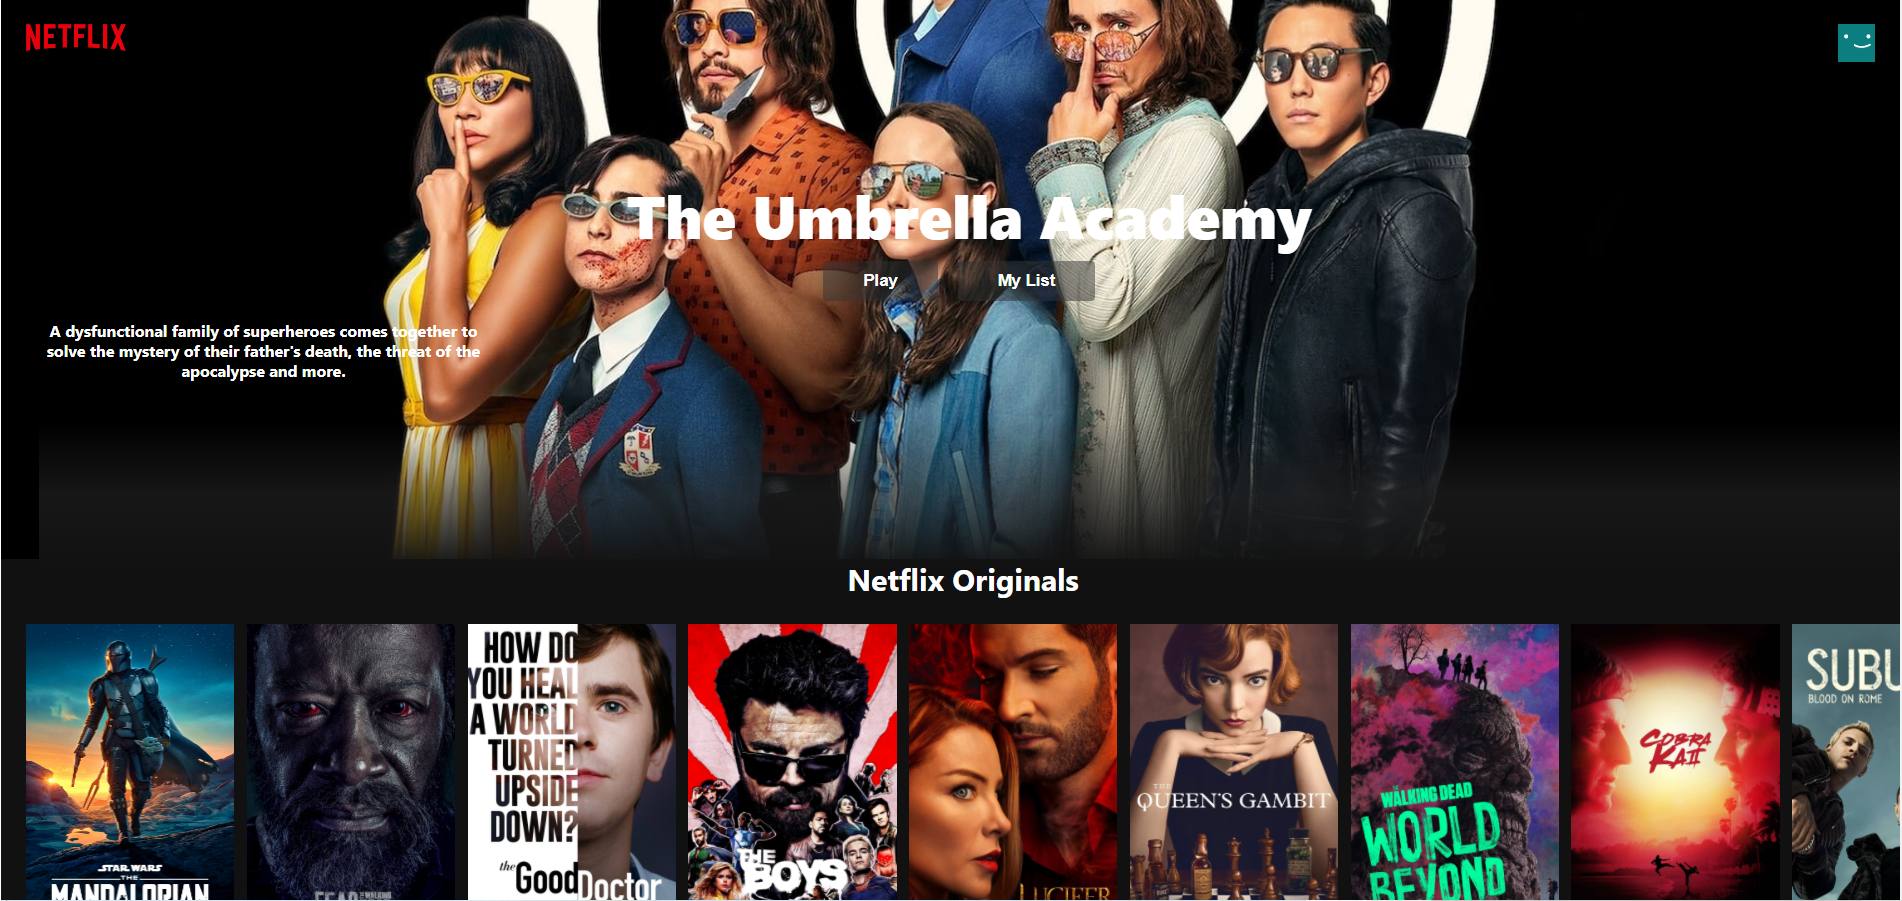 NETFLIX
The Umbrella Academy
Play
My List
A dysfunctional family of superheroes comes together to
solve the mystery of their father's death, the threat of the
apocalypse and more.
Netflix Originals
STAR WARS
THE
MANDALORIAN
FEAR THE WALKING
HOW DO
YOU HEAL
A WORLD
TURNED
UPSIDE
DOWN?
the Good Doctor
THE
BOYS
LUCIFER
THE
QUEEN'S GAMBIT
THE
WALKING DEAD
WORLD
BEYOND
COBRA
KAI
SUBU
BLOOD ON ROME